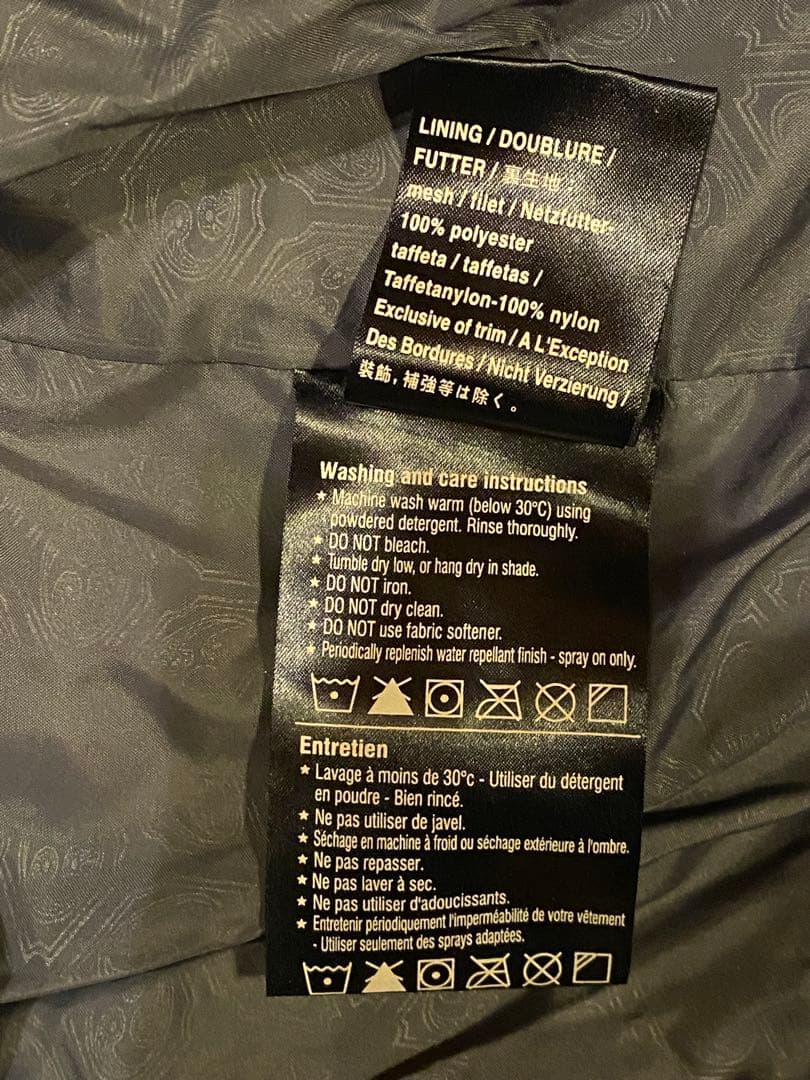 LINING / DOUBLURE /
FUTTER / 裏生地 :
mesh / filet / Netzfutter-
100% polyester
taffeta / taffetas /
Taffetanylon-100% nylon
Exclusive of trim / A L'Exception
Des Bordures / Nicht Verzierung /
装飾, 補強等は除く。
Washing and care instructions
★ Machine wash warm (below 30°C) using
powdered detergent. Rinse thoroughly.
★ DO NOT bleach.
★ Tumble dry low, or hang dry in shade.
★ DO NOT iron.
★ DO NOT dry clean.
★ DO NOT use fabric softener.
★ Periodically replenish water repellant finish - spray on only.
Entretien
★ Lavage à moins de 30°c - Utiliser du détergent
en poudre - Bien rincé.
★ Ne pas utiliser de javel.
★ Séchage en machine à froid ou séchage extérieure à l'ombre.
★ Ne pas repasser.
★ Ne pas laver à sec.
★ Ne pas utiliser d'adoucissants.
★ Entretenir périodiquement l'imperméabilité de votre vêtement
- Utiliser seulement des sprays adaptées.